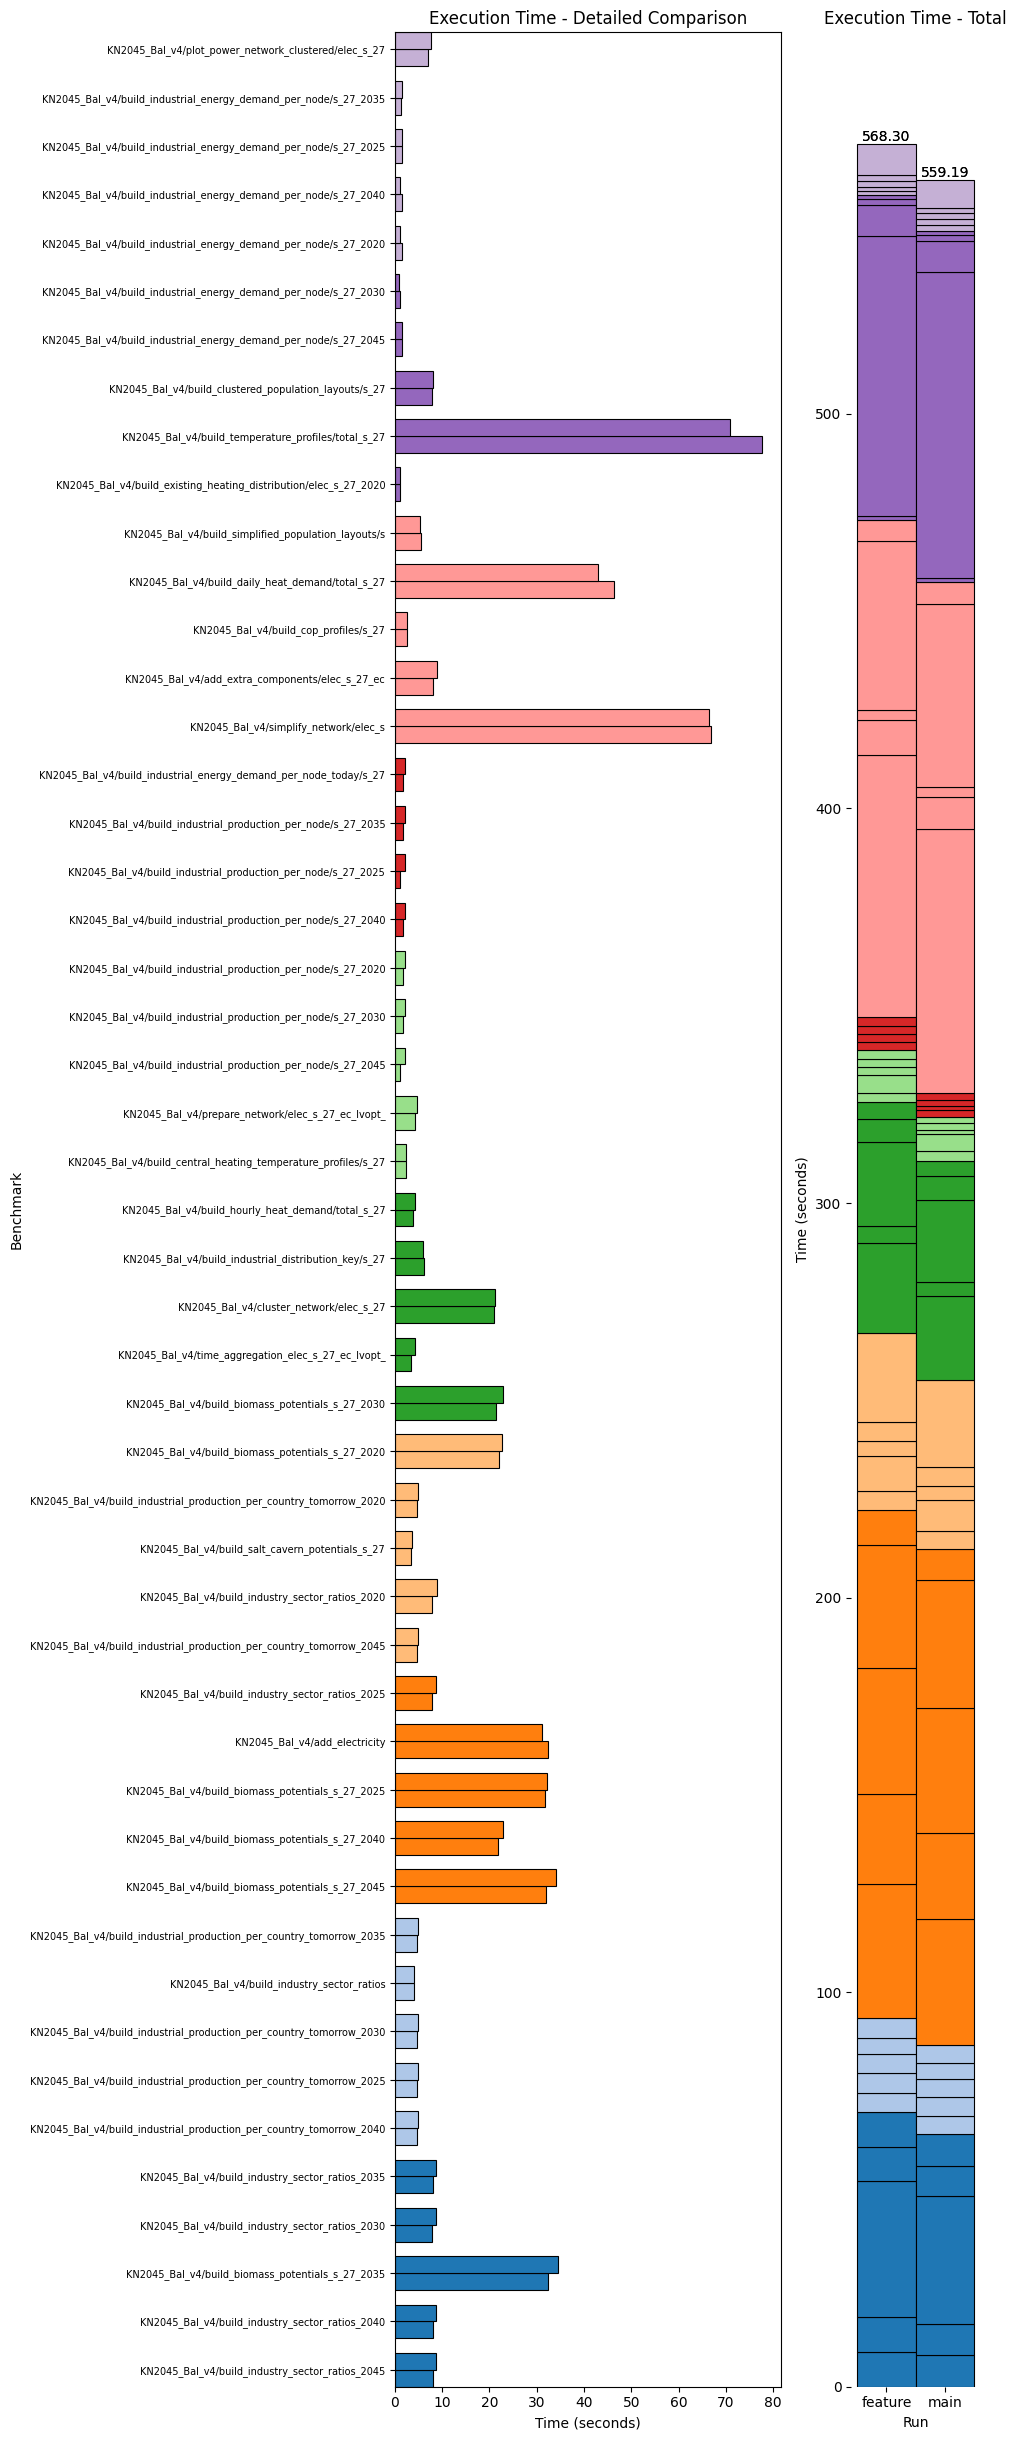 Execution Time - Detailed Comparison
Execution Time - Total
KN2045_Bal_v4/plot_power_network_clustered/elec_s_27
KN2045_Bal_v4/build_industrial_energy_demand_per_node/s_27_2035
KN2045_Bal_v4/build_industrial_energy_demand_per_node/s_27_2025
KN2045_Bal_v4/build_industrial_energy_demand_per_node/s_27_2040
KN2045_Bal_v4/build_industrial_energy_demand_per_node/s_27_2020
KN2045_Bal_v4/build_industrial_energy_demand_per_node/s_27_2030
KN2045_Bal_v4/build_industrial_energy_demand_per_node/s_27_2045
KN2045_Bal_v4/build_clustered_population_layouts/s_27
KN2045_Bal_v4/build_temperature_profiles/total_s_27
KN2045_Bal_v4/build_existing_heating_distribution/elec_s_27_2020
KN2045_Bal_v4/build_simplified_population_layouts/s
KN2045_Bal_v4/build_daily_heat_demand/total_s_27
KN2045_Bal_v4/build_cop_profiles/s_27
KN2045_Bal_v4/add_extra_components/elec_s_27_ec
KN2045_Bal_v4/simplify_network/elec_s
KN2045_Bal_v4/build_industrial_energy_demand_per_node_today/s_27
KN2045_Bal_v4/build_industrial_production_per_node/s_27_2035
KN2045_Bal_v4/build_industrial_production_per_node/s_27_2025
KN2045_Bal_v4/build_industrial_production_per_node/s_27_2040
KN2045_Bal_v4/build_industrial_production_per_node/s_27_2020
KN2045_Bal_v4/build_industrial_production_per_node/s_27_2030
KN2045_Bal_v4/build_industrial_production_per_node/s_27_2045
KN2045_Bal_v4/prepare_network/elec_s_27_ec_lvopt_
KN2045_Bal_v4/build_central_heating_temperature_profiles/s_27
KN2045_Bal_v4/build_hourly_heat_demand/total_s_27
KN2045_Bal_v4/build_industrial_distribution_key/s_27
KN2045_Bal_v4/cluster_network/elec_s_27
KN2045_Bal_v4/time_aggregation_elec_s_27_ec_lvopt_
KN2045_Bal_v4/build_biomass_potentials_s_27_2030
KN2045_Bal_v4/build_biomass_potentials_s_27_2020
KN2045_Bal_v4/build_industrial_production_per_country_tomorrow_2020
KN2045_Bal_v4/build_salt_cavern_potentials_s_27
KN2045_Bal_v4/build_industry_sector_ratios_2020
KN2045_Bal_v4/build_industrial_production_per_country_tomorrow_2045
KN2045_Bal_v4/build_industry_sector_ratios_2025
KN2045_Bal_v4/add_electricity
KN2045_Bal_v4/build_biomass_potentials_s_27_2025
KN2045_Bal_v4/build_biomass_potentials_s_27_2040
KN2045_Bal_v4/build_biomass_potentials_s_27_2045
KN2045_Bal_v4/build_industrial_production_per_country_tomorrow_2035
KN2045_Bal_v4/build_industry_sector_ratios
KN2045_Bal_v4/build_industrial_production_per_country_tomorrow_2030
KN2045_Bal_v4/build_industrial_production_per_country_tomorrow_2025
KN2045_Bal_v4/build_industrial_production_per_country_tomorrow_2040
KN2045_Bal_v4/build_industry_sector_ratios_2035
KN2045_Bal_v4/build_industry_sector_ratios_2030
KN2045_Bal_v4/build_biomass_potentials_s_27_2035
KN2045_Bal_v4/build_industry_sector_ratios_2040
KN2045_Bal_v4/build_industry_sector_ratios_2045
Benchmark
0 10 20 30 40 50 60 70 80
Time (seconds)
568.30
559.19
500
400
300
200
100
0
Time (seconds)
feature main
Run